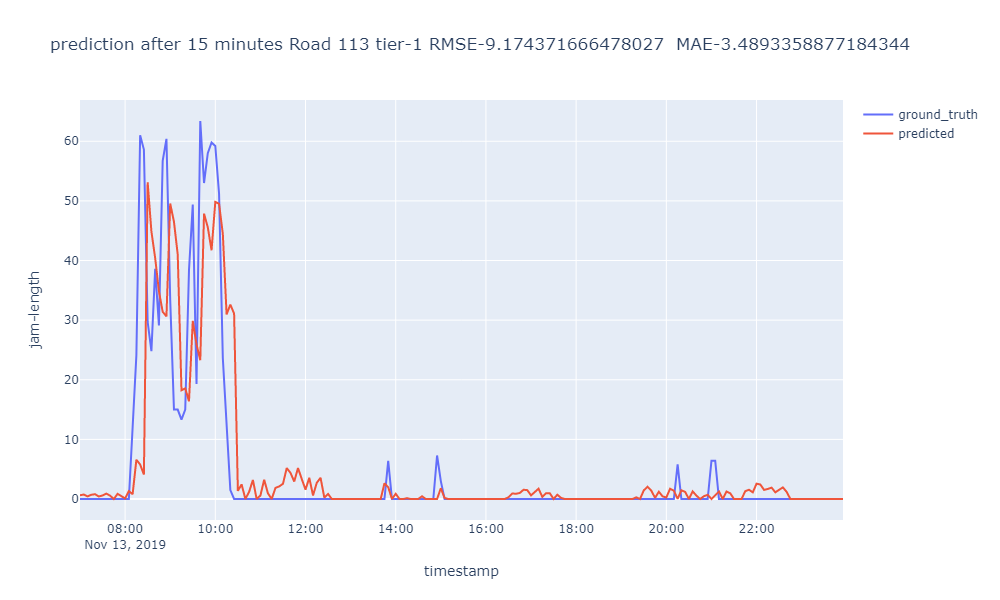 prediction after 15 minutes Road 113 tier-1 RMSE-9.174371666478027  MAE-3.4893358877184344
ground_truth
predicted
60
50
40
30
20
10
0
jam-length
08:00 10:00 12:00 14:00 16:00 18:00 20:00 22:00
Nov 13, 2019
timestamp